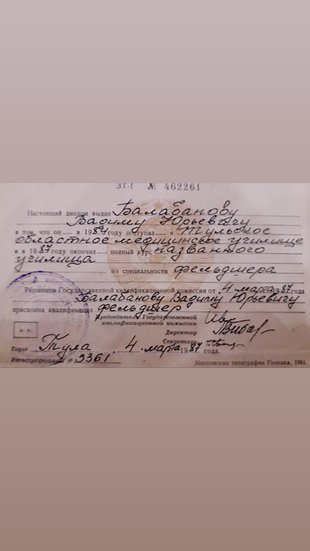 ЗТ-I № 462261
Настоящий диплом выдан Балабанову
Вадиму Юрьевичу
в том, что он в 1984 году поступил в Тульское
областное медицинское училище
и в 1987 году окончил полный курс названного
училища
по специальности фельдшера
Решением Государственной квалификационной комиссии от 4 марта 1987г.
Балабанову Вадиму Юрьевичу
присвоена квалификация фельдшер
Председатель Государственной
квалификационной комиссии
Директор
Секретарь
Город Тула 4 марта 1987 года.
Регистрационный № 9361
Московская типография Гознака. 1984.